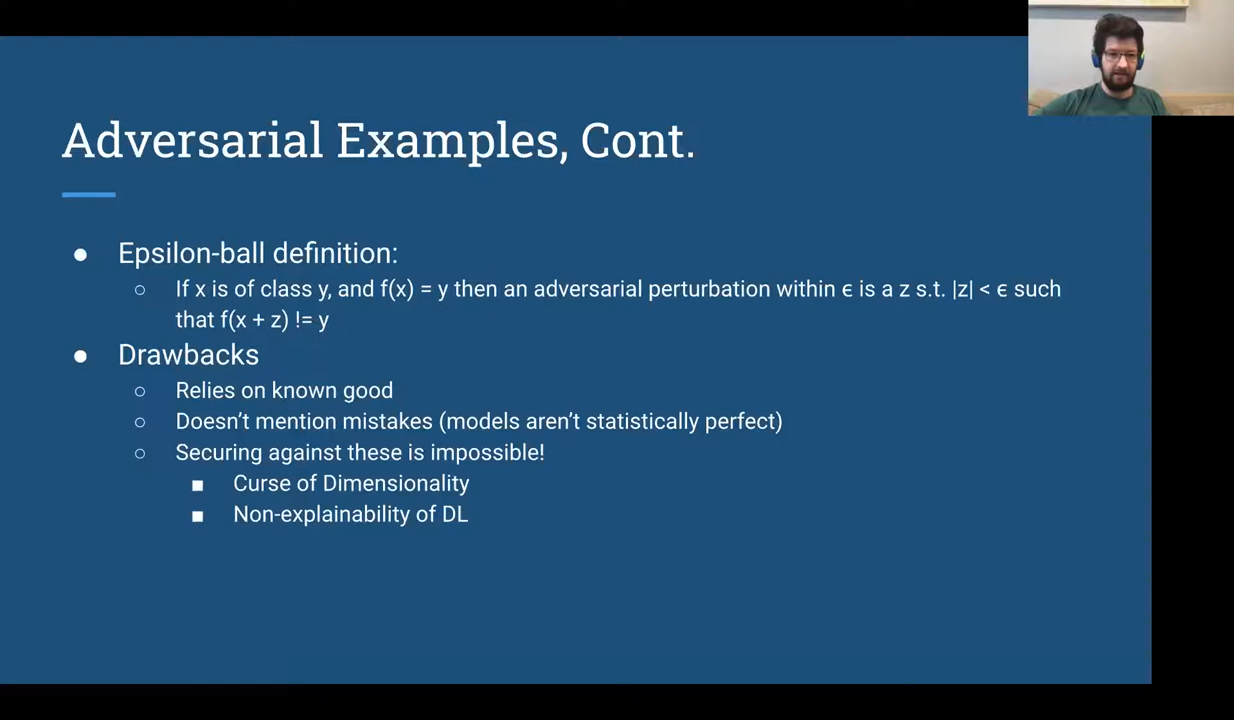 Adversarial Examples, Cont.
● Epsilon-ball definition:
○ If x is of class y, and f(x) = y then an adversarial perturbation within ϵ is a z s.t. |z| < ϵ such
that f(x + z) != y
● Drawbacks
○ Relies on known good
○ Doesn’t mention mistakes (models aren’t statistically perfect)
○ Securing against these is impossible!
■ Curse of Dimensionality
■ Non-explainability of DL